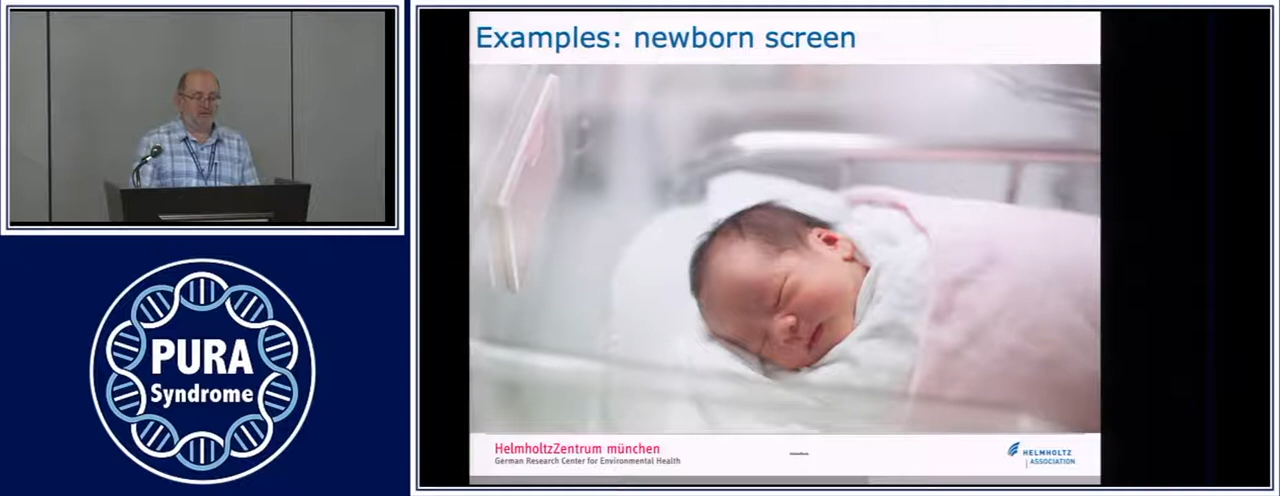 Examples: newborn screen
PURA
Syndrome
HelmholtzZentrum münchen
German Research Center for Environmental Health
HELMHOLTZ
ASSOCIATION